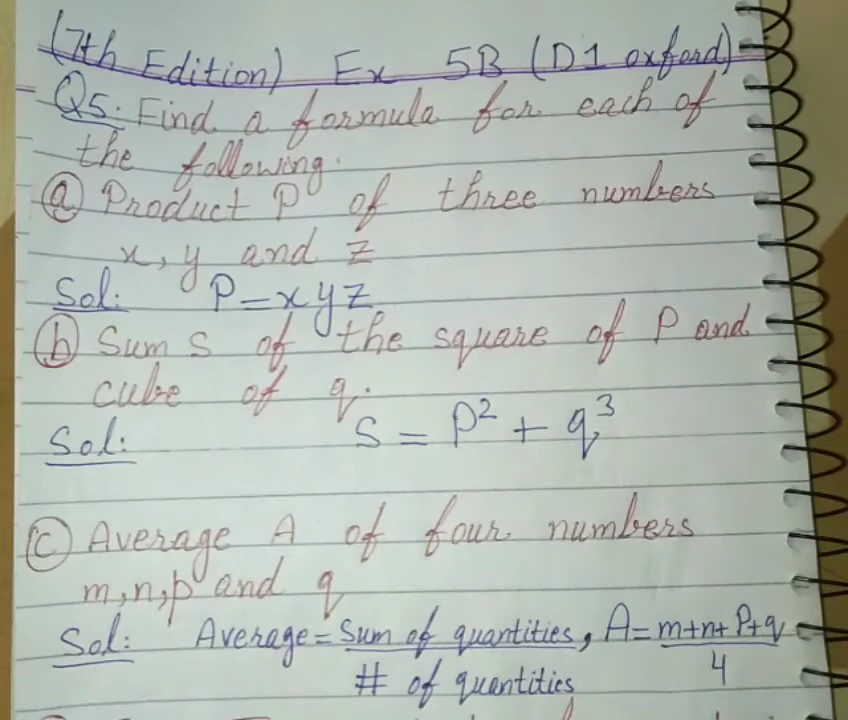 (7th Edition) Ex 5B (D1 oxford)
Q5. Find a formula for each of
the following.
(a) Product P of three numbers
x, y and z
Sol: P = xyz
(b) Sum S of the square of P and
cube of q.
Sol: S = P² + q³
(c) Average A of four numbers
m, n, p and q
Sol: Average = Sum of quantities, A = m+n+P+q
# of quantities 4